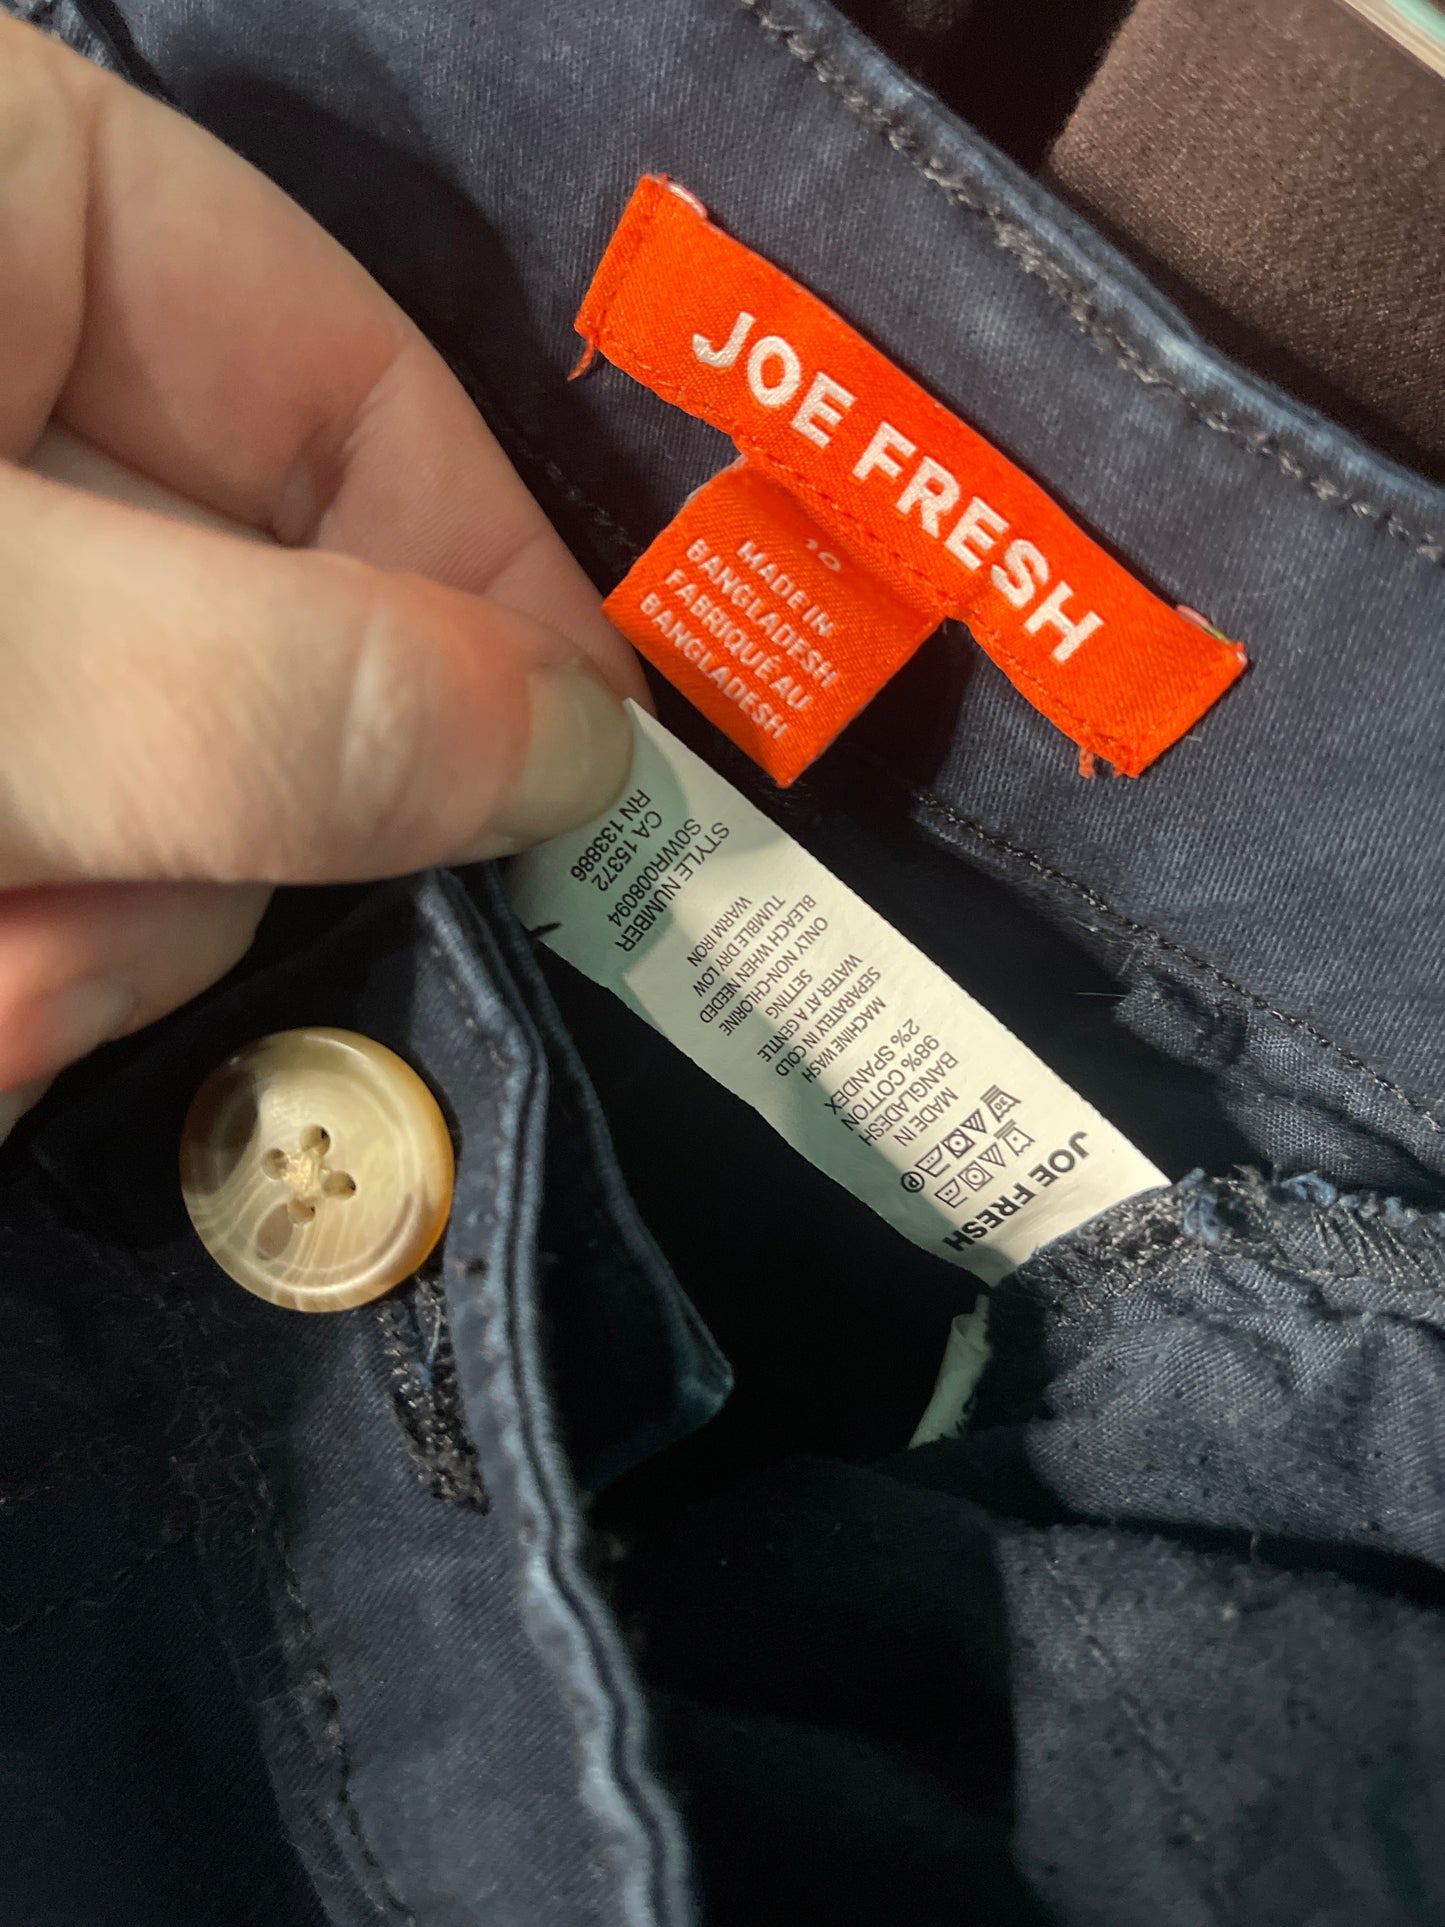 JOE FRESH
10
MADE IN
BANGLADESH
FABRIQUÉ AU
BANGLADESH
JOE FRESH
30
P
MADE IN
BANGLADESH
98% COTTON
2% SPANDEX
MACHINE WASH
SEPARATELY IN COLD
WATER AT A GENTLE
SETTING
ONLY NON-CHLORINE
BLEACH WHEN NEEDED
TUMBLE DRY LOW
WARM IRON
STYLE NUMBER
S0WR008094
CA 15372
RN 133886